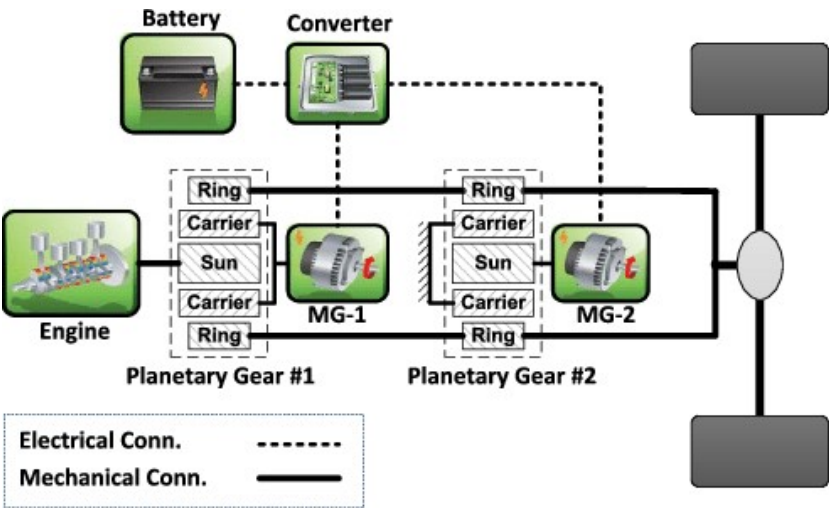 Battery
Converter
Ring
Ring
Carrier
Carrier
Sun
Sun
Carrier
Carrier
Engine
MG-1
MG-2
Ring
Ring
Planetary Gear #1
Planetary Gear #2
Electrical Conn.
Mechanical Conn.